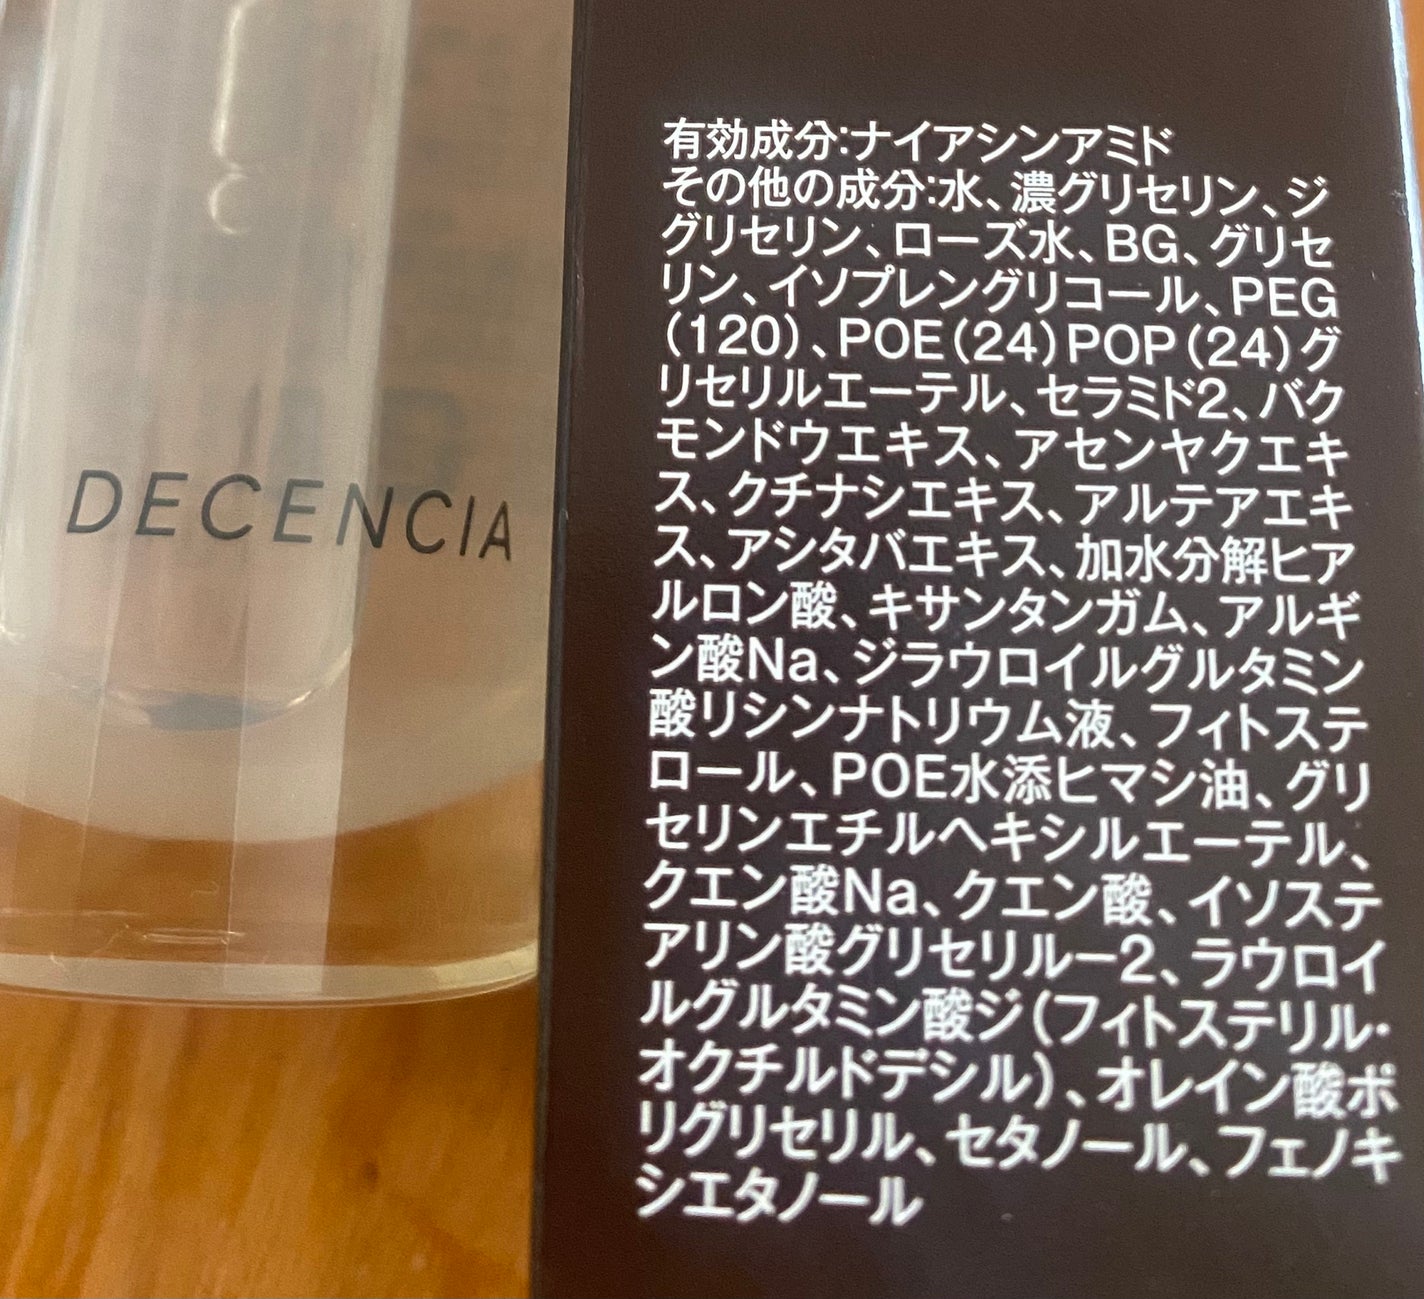 DECENCIA
有効成分:ナイアシンアミド
その他の成分:水、濃グリセリン、ジ
グリセリン、ローズ水、BG、グリセ
リン、イソプレングリコール、PEG
(120)、POE(24)POP(24)グ
リセリルエーテル、セラミド2、バク
モンドウエキス、アセンヤクエキ
ス、クチナシエキス、アルテアエキ
ス、アシタバエキス、加水分解ヒア
ルロン酸、キサンタンガム、アルギ
ン酸Na、ジラウロイルグルタミン
酸リシンナトリウム液、フィトステ
ロール、POE水添ヒマシ油、グリ
セリンエチルヘキシルエーテル、
クエン酸Na、クエン酸、イソステ
アリン酸グリセリルー2、ラウロイ
ルグルタミン酸ジ(フィトステリル・
オクチルドデシル)、オレイン酸ポ
リグリセリル、セタノール、フェノキ
シエタノール